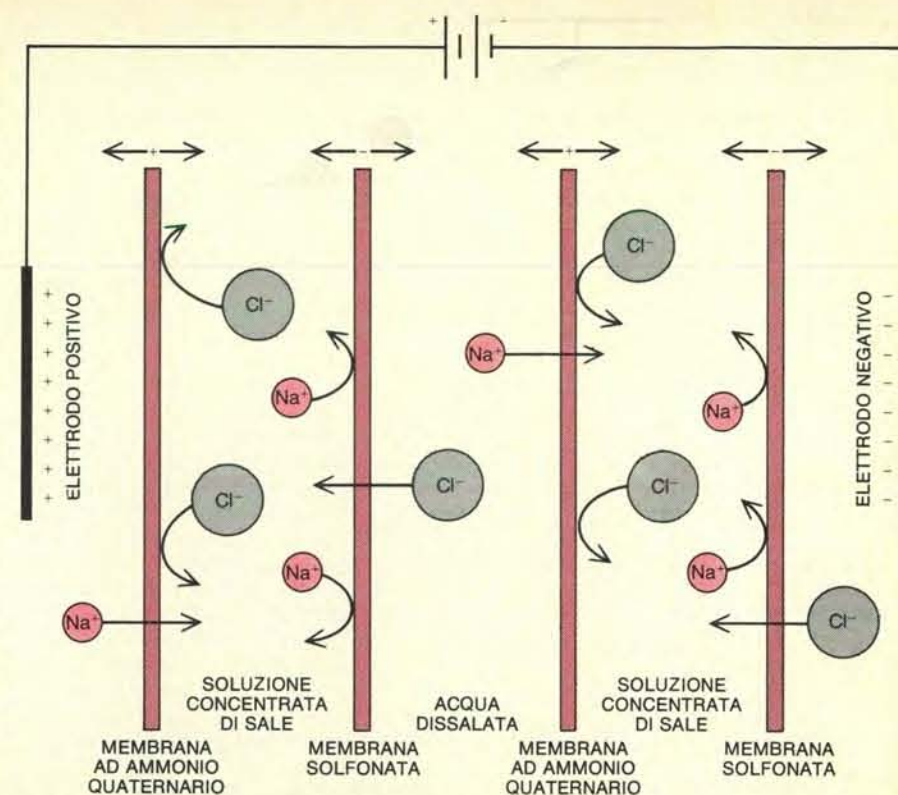 + -
+ - + -
Cl⁻
Cl⁻
Na⁺
Na⁺
Na⁺
ELETTRODO POSITIVO
+
+
+
+
+
+
+
+
ELETTRODO NEGATIVO
-
-
-
-
-
-
-
-
Cl⁻
Cl⁻
Cl⁻
Na⁺
Na⁺
Na⁺
Cl⁻
SOLUZIONE
CONCENTRATA
DI SALE
ACQUA
DISSALATA
SOLUZIONE
CONCENTRATA
DI SALE
MEMBRANA
AD AMMONIO
QUATERNARIO
MEMBRANA
SOLFONATA
MEMBRANA
AD AMMONIO
QUATERNARIO
MEMBRANA
SOLFONATA